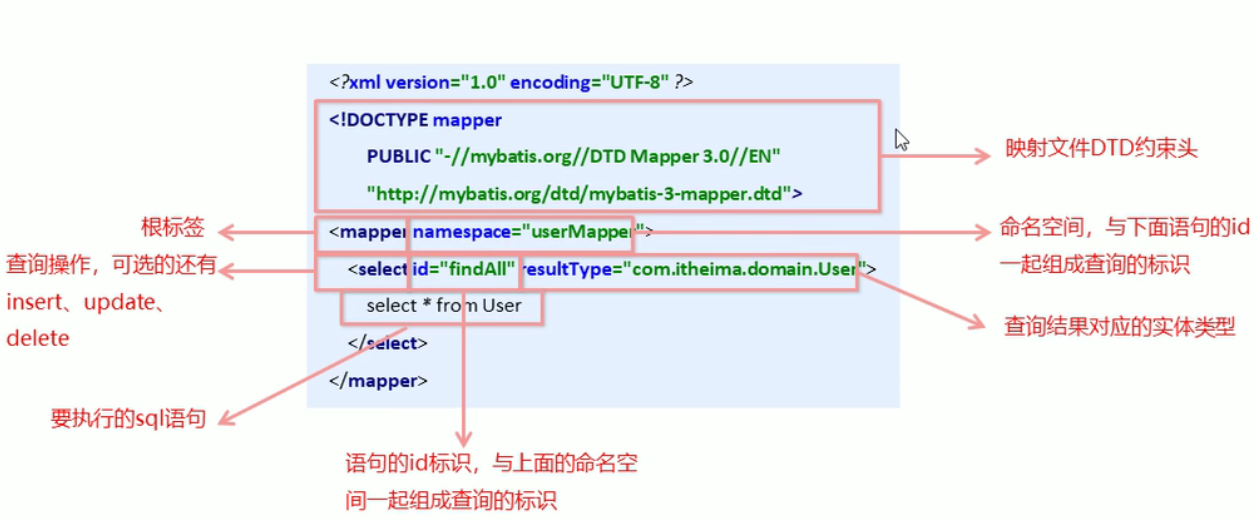 <?xml version="1.0" encoding="UTF-8" ?>
<!DOCTYPE mapper
PUBLIC "-//mybatis.org//DTD Mapper 3.0//EN"
"http://mybatis.org/dtd/mybatis-3-mapper.dtd">
映射文件DTD约束头
根标签
<mapper namespace="userMapper">
命名空间，与下面语句的id
一起组成查询的标识
查询操作，可选的还有
insert、update、
delete
<select id="findAll" resultType="com.itheima.domain.User">
select * from User
查询结果对应的实体类型
</select>
</mapper>
要执行的sql语句
语句的id标识，与上面的命名空
间一起组成查询的标识